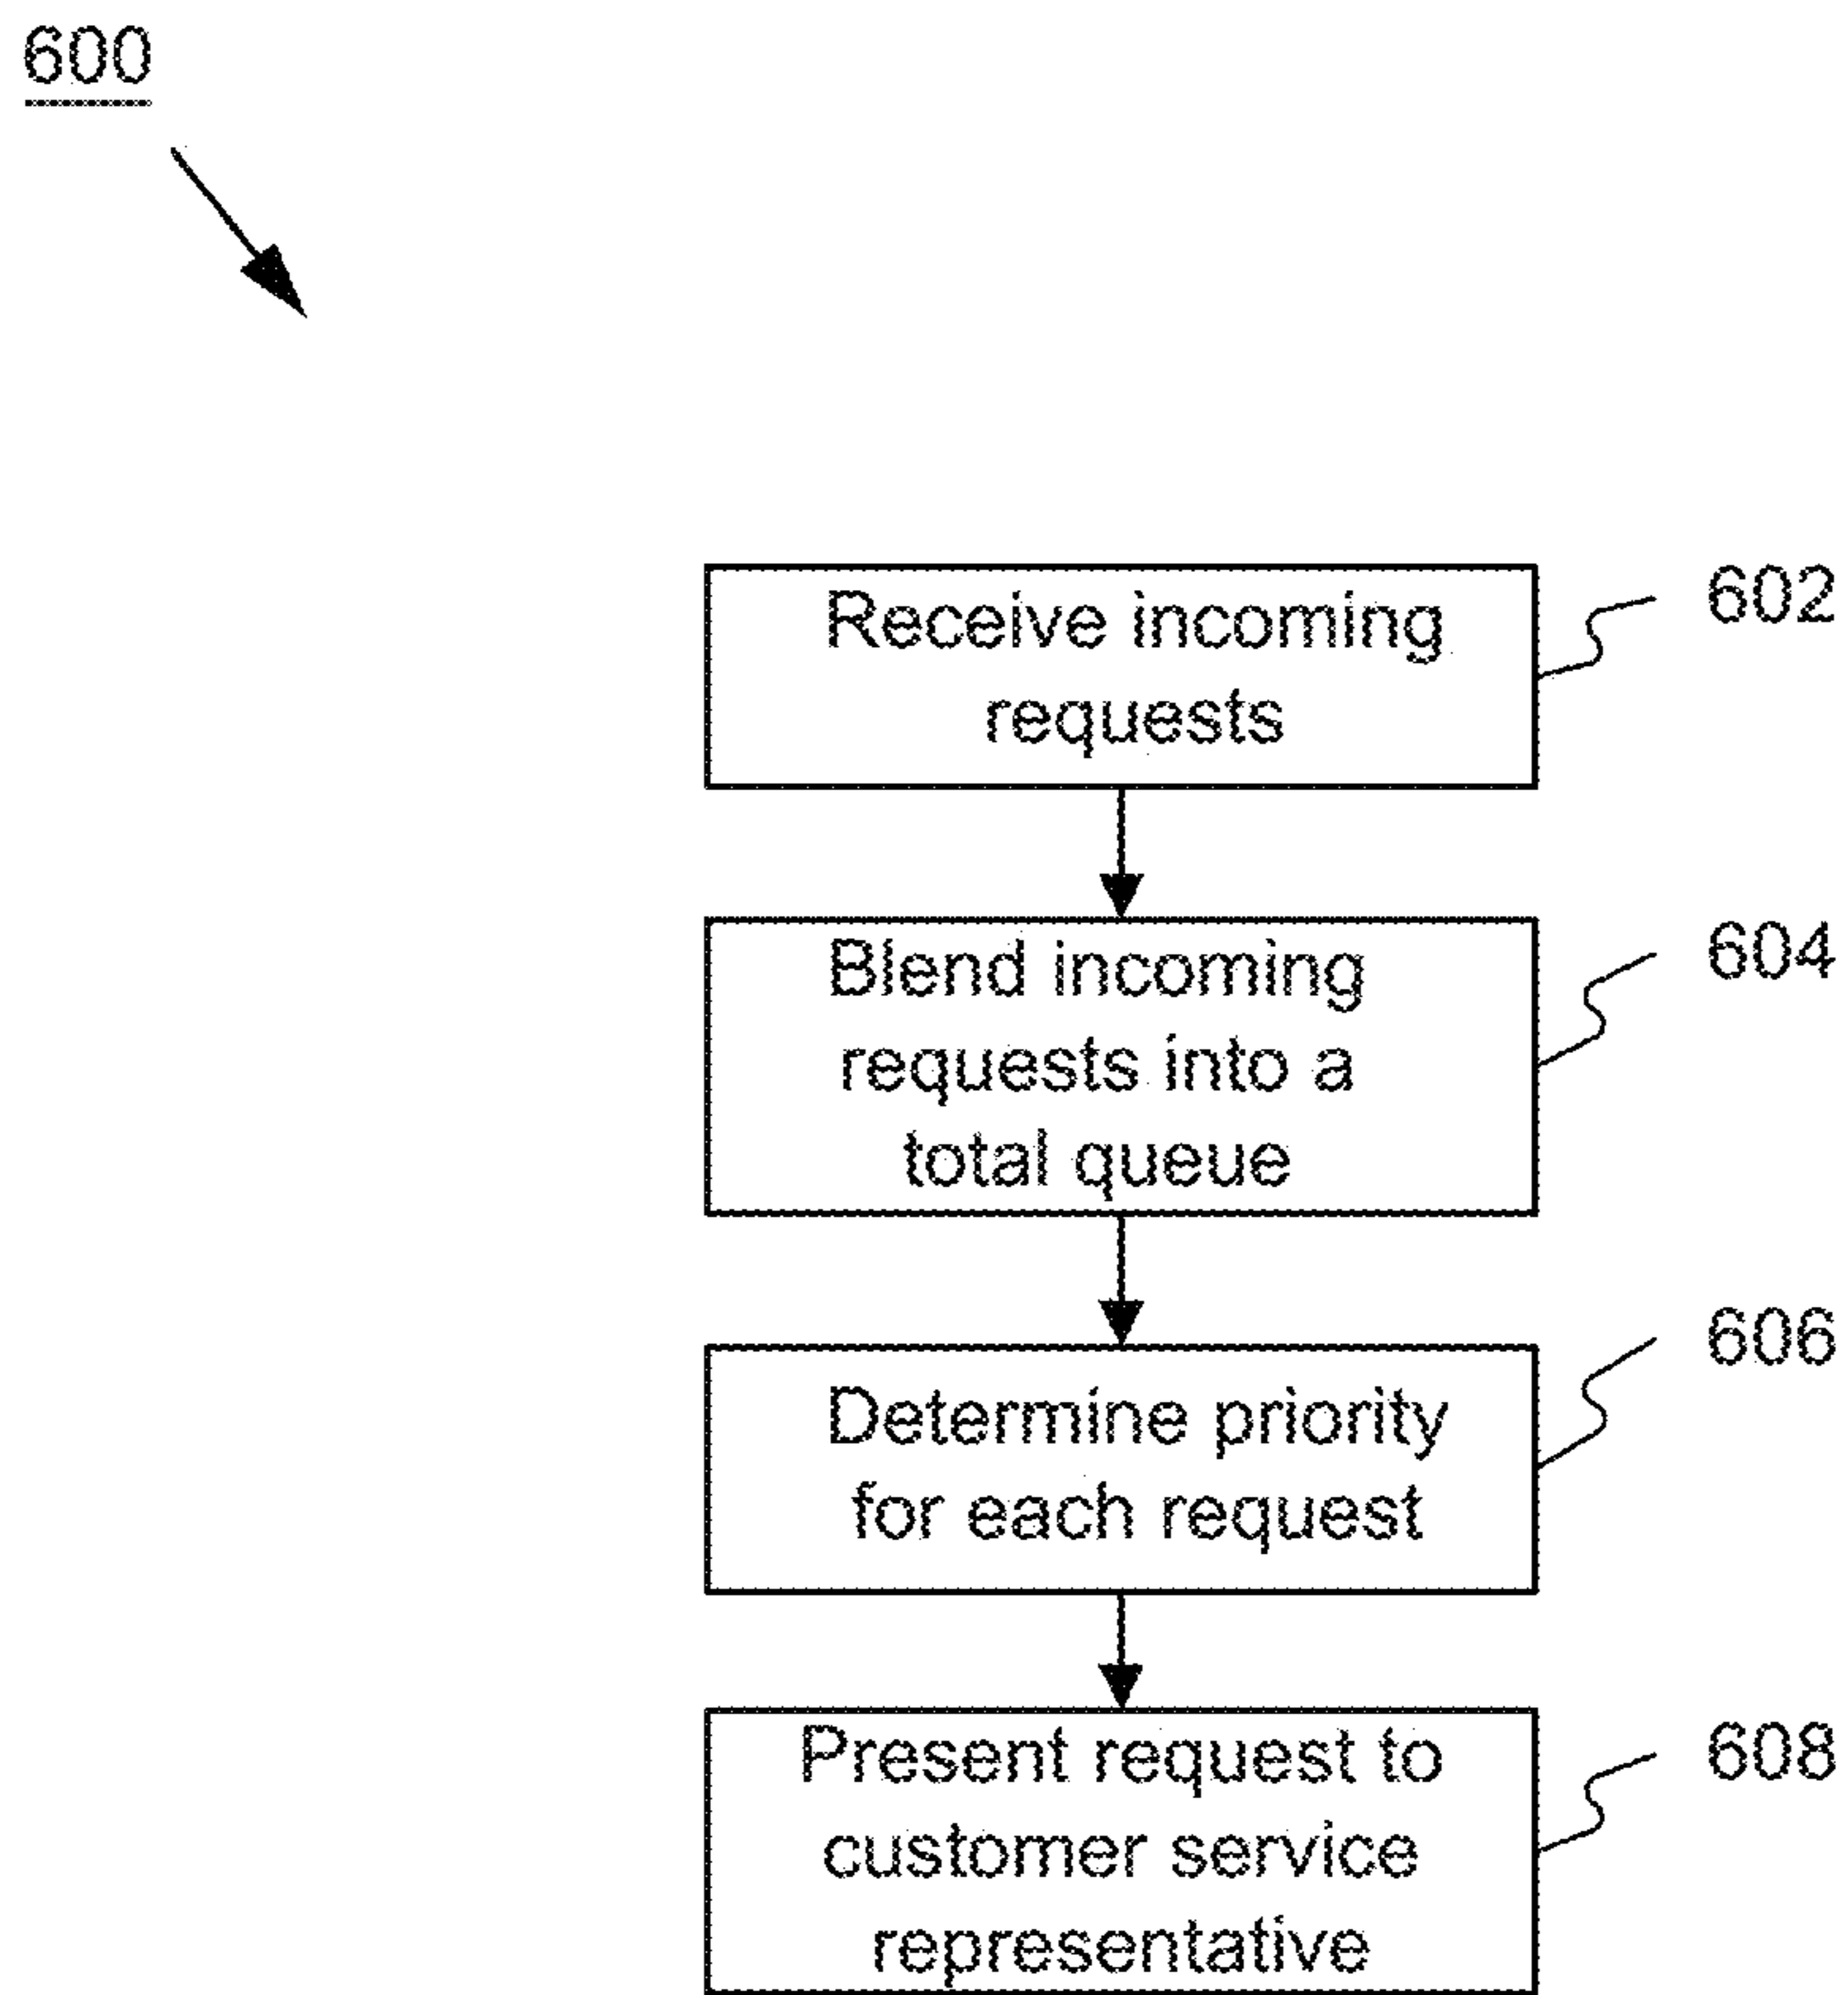 600
Receive incoming
requests
602
Blend incoming
requests into a
total queue
604
Determine priority
for each request
606
Present request to
customer service
representative
608